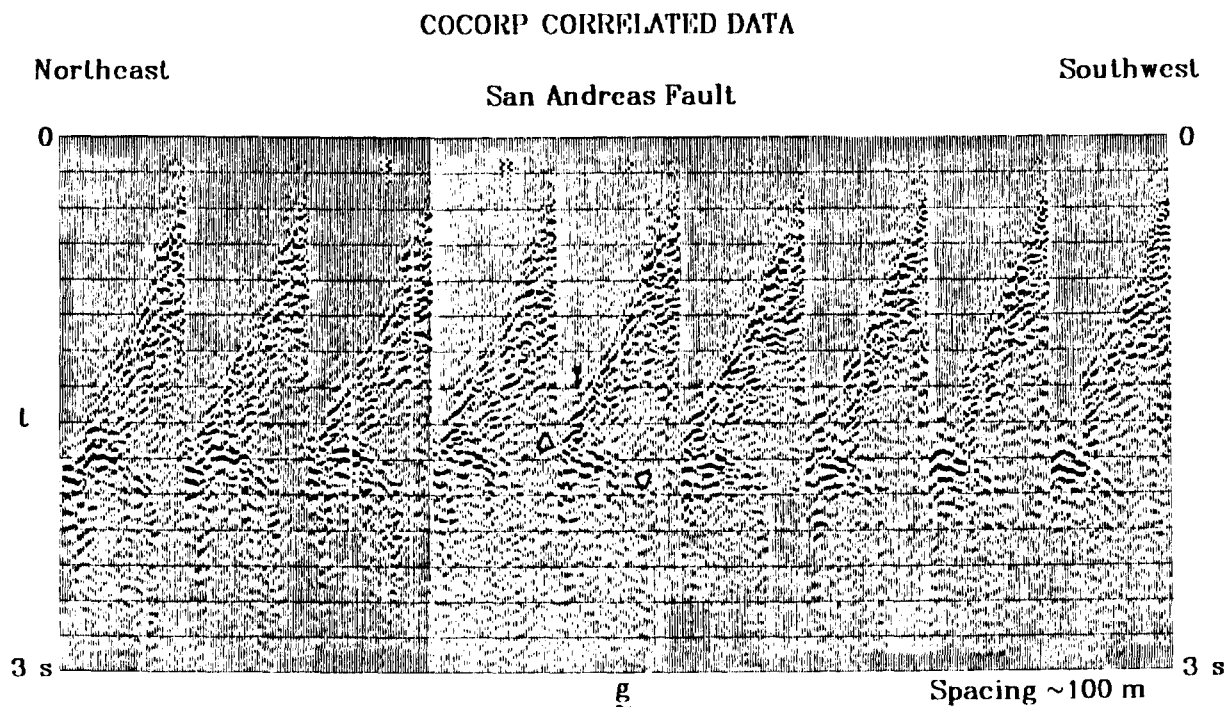 COCORP CORRELATED DATA
Northeast
Southwest
San Andreas Fault
0
0
t
3 s
3 s
g
Spacing ~100 m